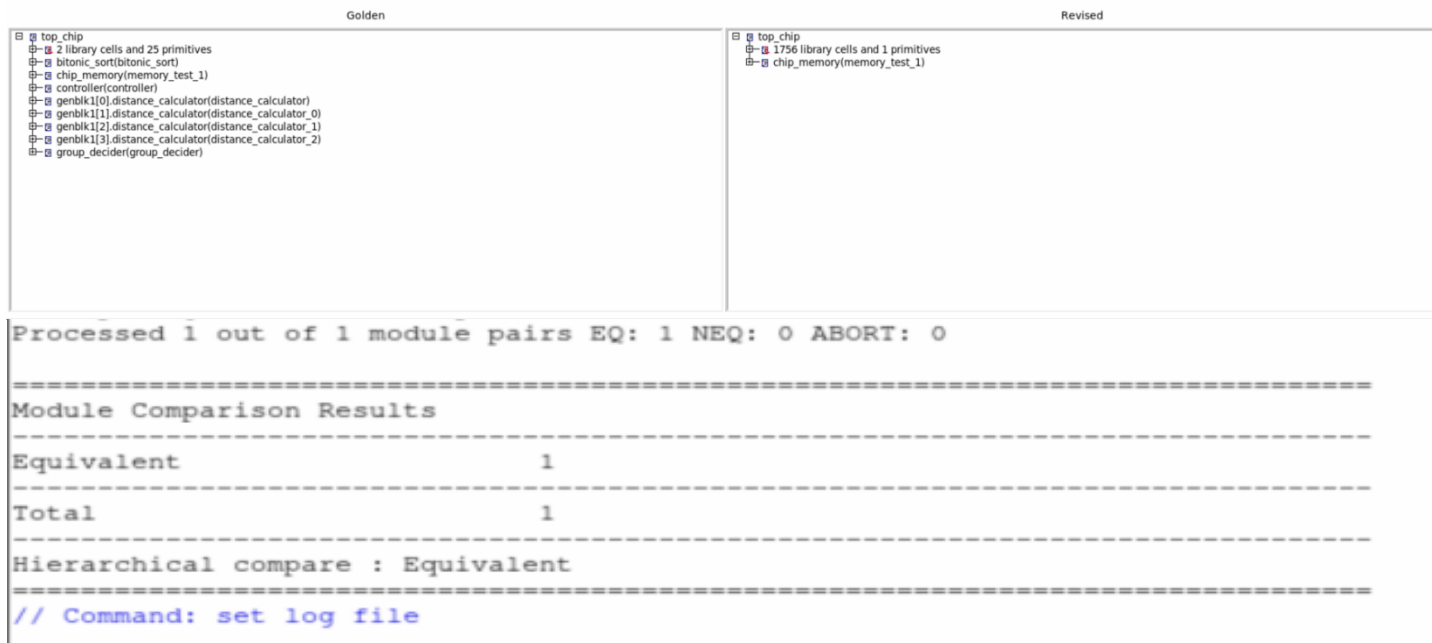 Golden
top_chip
2 library cells and 25 primitives
bitonic_sort(bitonic_sort)
chip_memory(memory_test_1)
controller(controller)
genblk1[0].distance_calculator(distance_calculator)
genblk1[1].distance_calculator(distance_calculator_0)
genblk1[2].distance_calculator(distance_calculator_1)
genblk1[3].distance_calculator(distance_calculator_2)
group_decider(group_decider)
Revised
top_chip
1756 library cells and 1 primitives
chip_memory(memory_test_1)
Processed 1 out of 1 module pairs EQ: 1 NEQ: 0 ABORT: 0
================================================================================
Module Comparison Results
--------------------------------------------------------------------------------
Equivalent 1
--------------------------------------------------------------------------------
Total 1
--------------------------------------------------------------------------------
Hierarchical compare : Equivalent
================================================================================
// Command: set log file